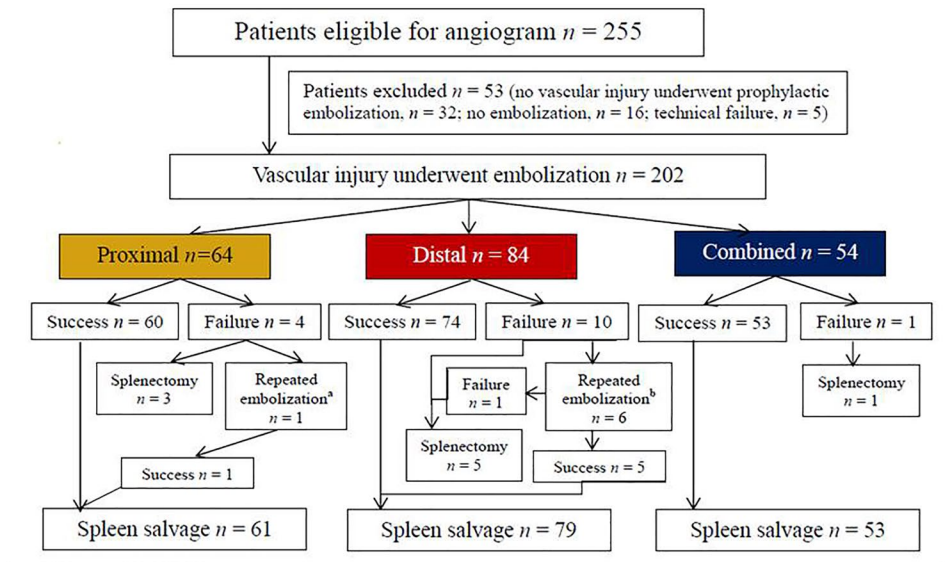 Patients eligible for angiogram n = 255
Patients excluded n = 53 (no vascular injury underwent prophylactic
embolization, n = 32; no embolization, n = 16; technical failure, n = 5)
Vascular injury underwent embolization n = 202
Proximal n=64
Distal n = 84
Combined n = 54
Success n = 60
Failure n = 4
Success n = 74
Failure n = 10
Success n = 53
Failure n = 1
Splenectomy
n = 3
Repeated
embolizationª
n = 1
Failure
n = 1
Repeated
embolizationᵇ
n = 6
Splenectomy
n = 1
Splenectomy
n = 5
Success n = 1
Success n = 5
Spleen salvage n = 61
Spleen salvage n = 79
Spleen salvage n = 53